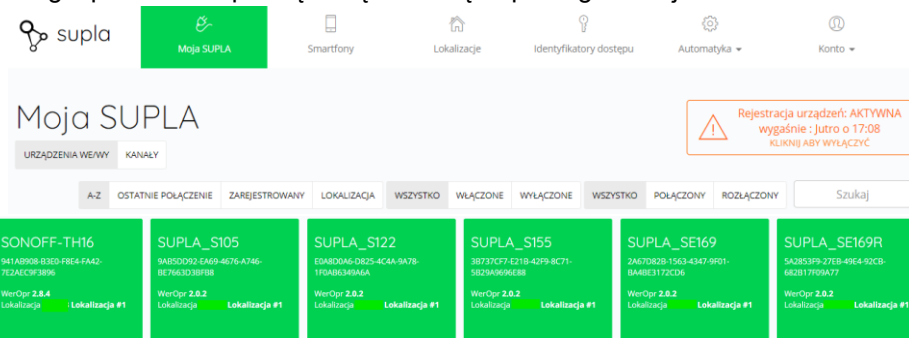 supla
Moja SUPLA
Smartfony
Lokalizacje
Identyfikatory dostępu
Automatyka
Konto
Moja SUPLA
Rejestracja urządzeń: AKTYWNA
wygaśnie : Jutro o 17:08
KLIKNIJ ABY WYŁĄCZYĆ
URZĄDZENIA WE/WY KANAŁY
A-Z OSTATNIE POŁĄCZENIE ZAREJESTROWANY LOKALIZACJA WSZYSTKO WŁĄCZONE WYŁĄCZONE WSZYSTKO POŁĄCZONY ROZŁĄCZONY Szukaj
SONOFF-TH16
941AB908-B3E0-F8E4-FA42-
7E2AEC9F3896
WerOpr 2.8.4
Lokalizacja Lokalizacja #1
SUPLA_S105
9AB5DD92-EA69-4676-A746-
BE7663D3BFB8
WerOpr 2.0.2
Lokalizacja Lokalizacja #1
SUPLA_S122
E0A8D0A6-D825-4C4A-9A78-
1F0AB6349A6A
WerOpr 2.0.2
Lokalizacja Lokalizacja #1
SUPLA_S155
3B737CF7-E21B-42F9-8C71-
5B29A9696E88
WerOpr 2.0.2
Lokalizacja Lokalizacja #1
SUPLA_SE169
2A67D828-1563-4347-9F01-
BA4BE3172CD6
WerOpr 2.0.2
Lokalizacja Lokalizacja #1
SUPLA_SE169R
5A2853F9-27EB-49E4-92CB-
682B17F09A77
WerOpr 2.0.2
Lokalizacja Lokalizacja #1